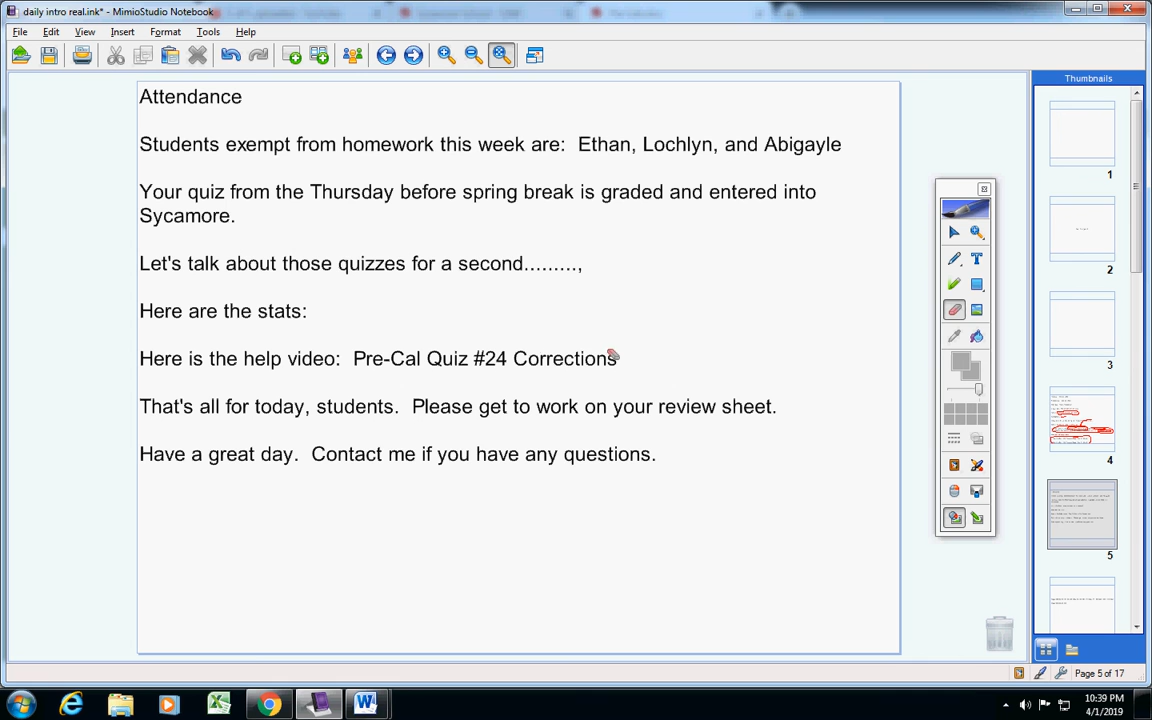 daily intro real.ink* - MimioStudio Notebook
File Edit View Insert Format Tools Help
Attendance
Students exempt from homework this week are:  Ethan, Lochlyn, and Abigayle
Your quiz from the Thursday before spring break is graded and entered into
Sycamore.
Let's talk about those quizzes for a second.........,
Here are the stats:
Here is the help video:  Pre-Cal Quiz #24 Corrections
That's all for today, students.  Please get to work on your review sheet.
Have a great day.  Contact me if you have any questions.
Thumbnails
1
2
3
4
5
Page 5 of 17
10:39 PM
4/1/2019